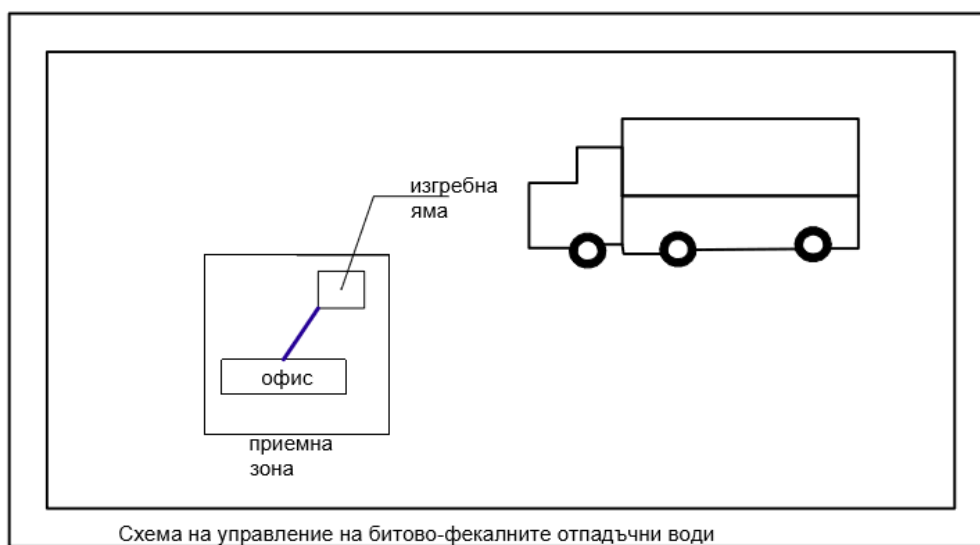 изгребна
яма
офис
приемна
зона
Схема на управление на битово-фекалните отпадъчни води